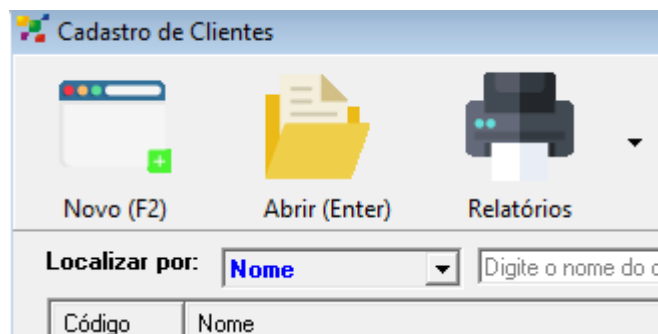 Cadastro de Clientes
Novo (F2) Abrir (Enter) Relatórios
Localizar por: Nome Digite o nome do
Código Nome